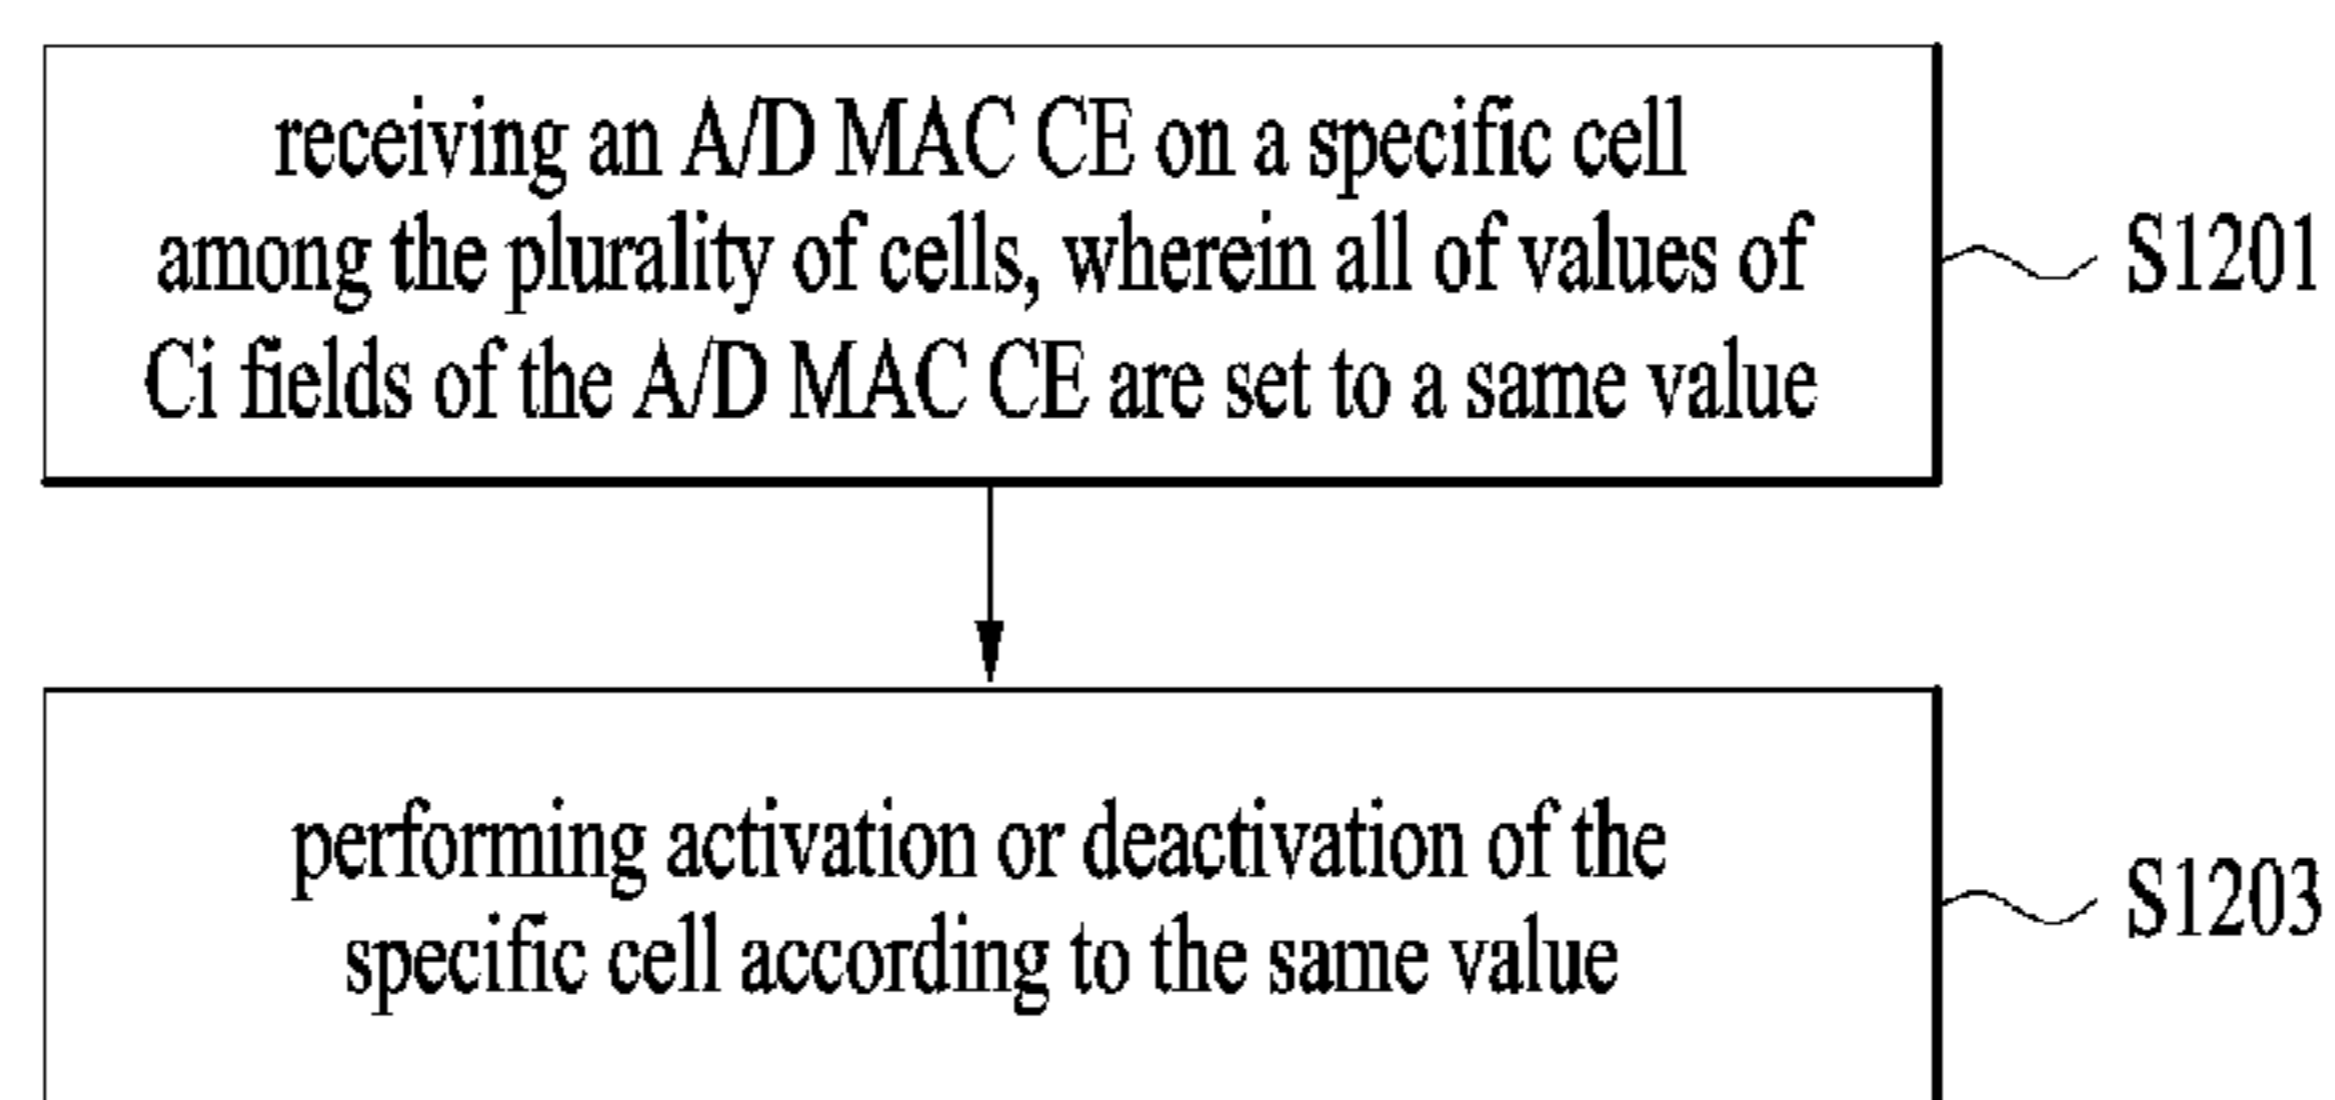 receiving an A/D MAC CE on a specific cell
among the plurality of cells, wherein all of values of
Ci fields of the A/D MAC CE are set to a same value
S1201
performing activation or deactivation of the
specific cell according to the same value
S1203